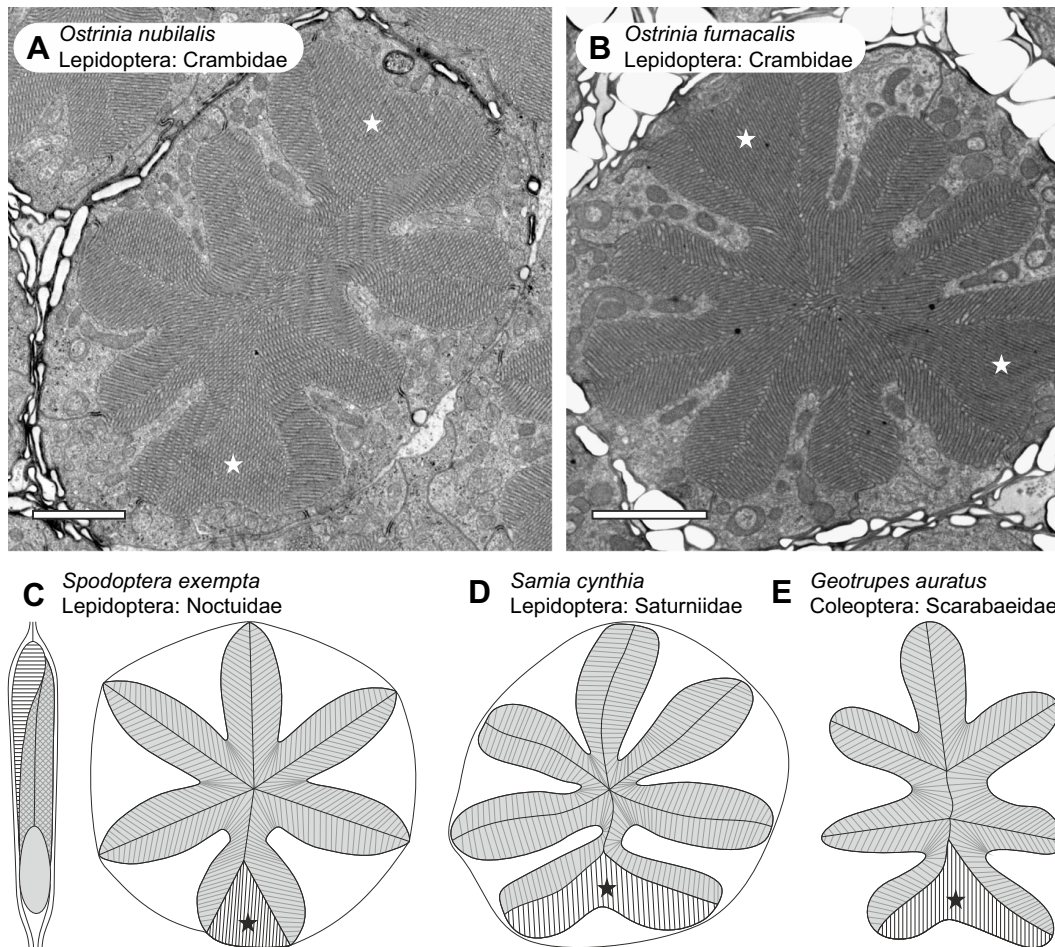 A
Ostrinia nubilalis
Lepidoptera: Crambidae
B
Ostrinia furnacalis
Lepidoptera: Crambidae
C
Spodoptera exempta
Lepidoptera: Noctuidae
D
Samia cynthia
Lepidoptera: Saturniidae
E
Geotrupes auratus
Coleoptera: Scarabaeidae